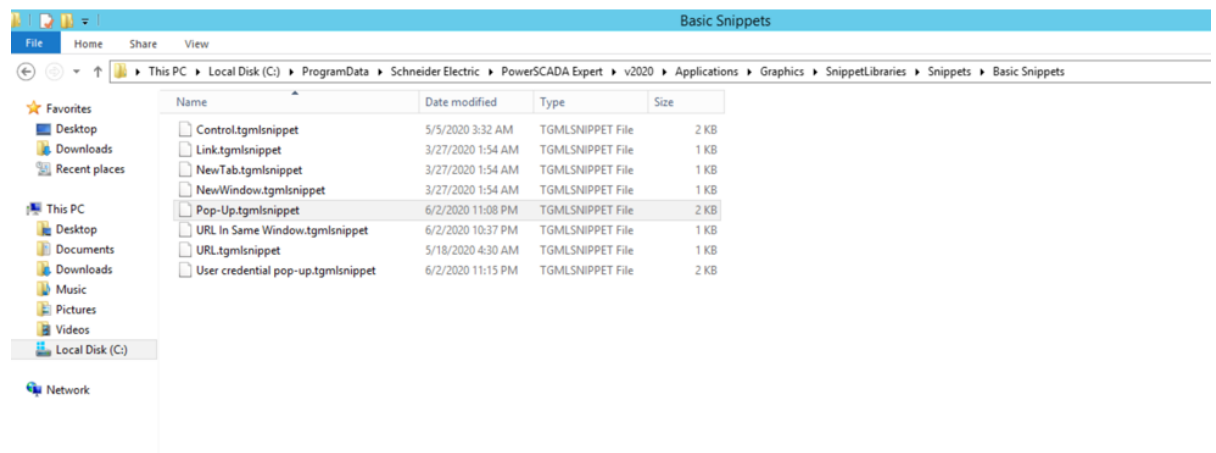 Basic Snippets
File Home Share View
This PC Local Disk (C:) ProgramData Schneider Electric PowerSCADA Expert v2020 Applications Graphics SnippetLibraries Snippets Basic Snippets
Favorites
Desktop
Downloads
Recent places
This PC
Desktop
Documents
Downloads
Music
Pictures
Videos
Local Disk (C:)
Network
Name Date modified Type Size
Control.tgmlsnippet 5/5/2020 3:32 AM TGMLSNIPPET File 2 KB
Link.tgmlsnippet 3/27/2020 1:54 AM TGMLSNIPPET File 1 KB
NewTab.tgmlsnippet 3/27/2020 1:54 AM TGMLSNIPPET File 1 KB
NewWindow.tgmlsnippet 3/27/2020 1:54 AM TGMLSNIPPET File 1 KB
Pop-Up.tgmlsnippet 6/2/2020 11:08 PM TGMLSNIPPET File 2 KB
URL In Same Window.tgmlsnippet 6/2/2020 10:37 PM TGMLSNIPPET File 1 KB
URL.tgmlsnippet 5/18/2020 4:30 AM TGMLSNIPPET File 1 KB
User credential pop-up.tgmlsnippet 6/2/2020 11:15 PM TGMLSNIPPET File 2 KB